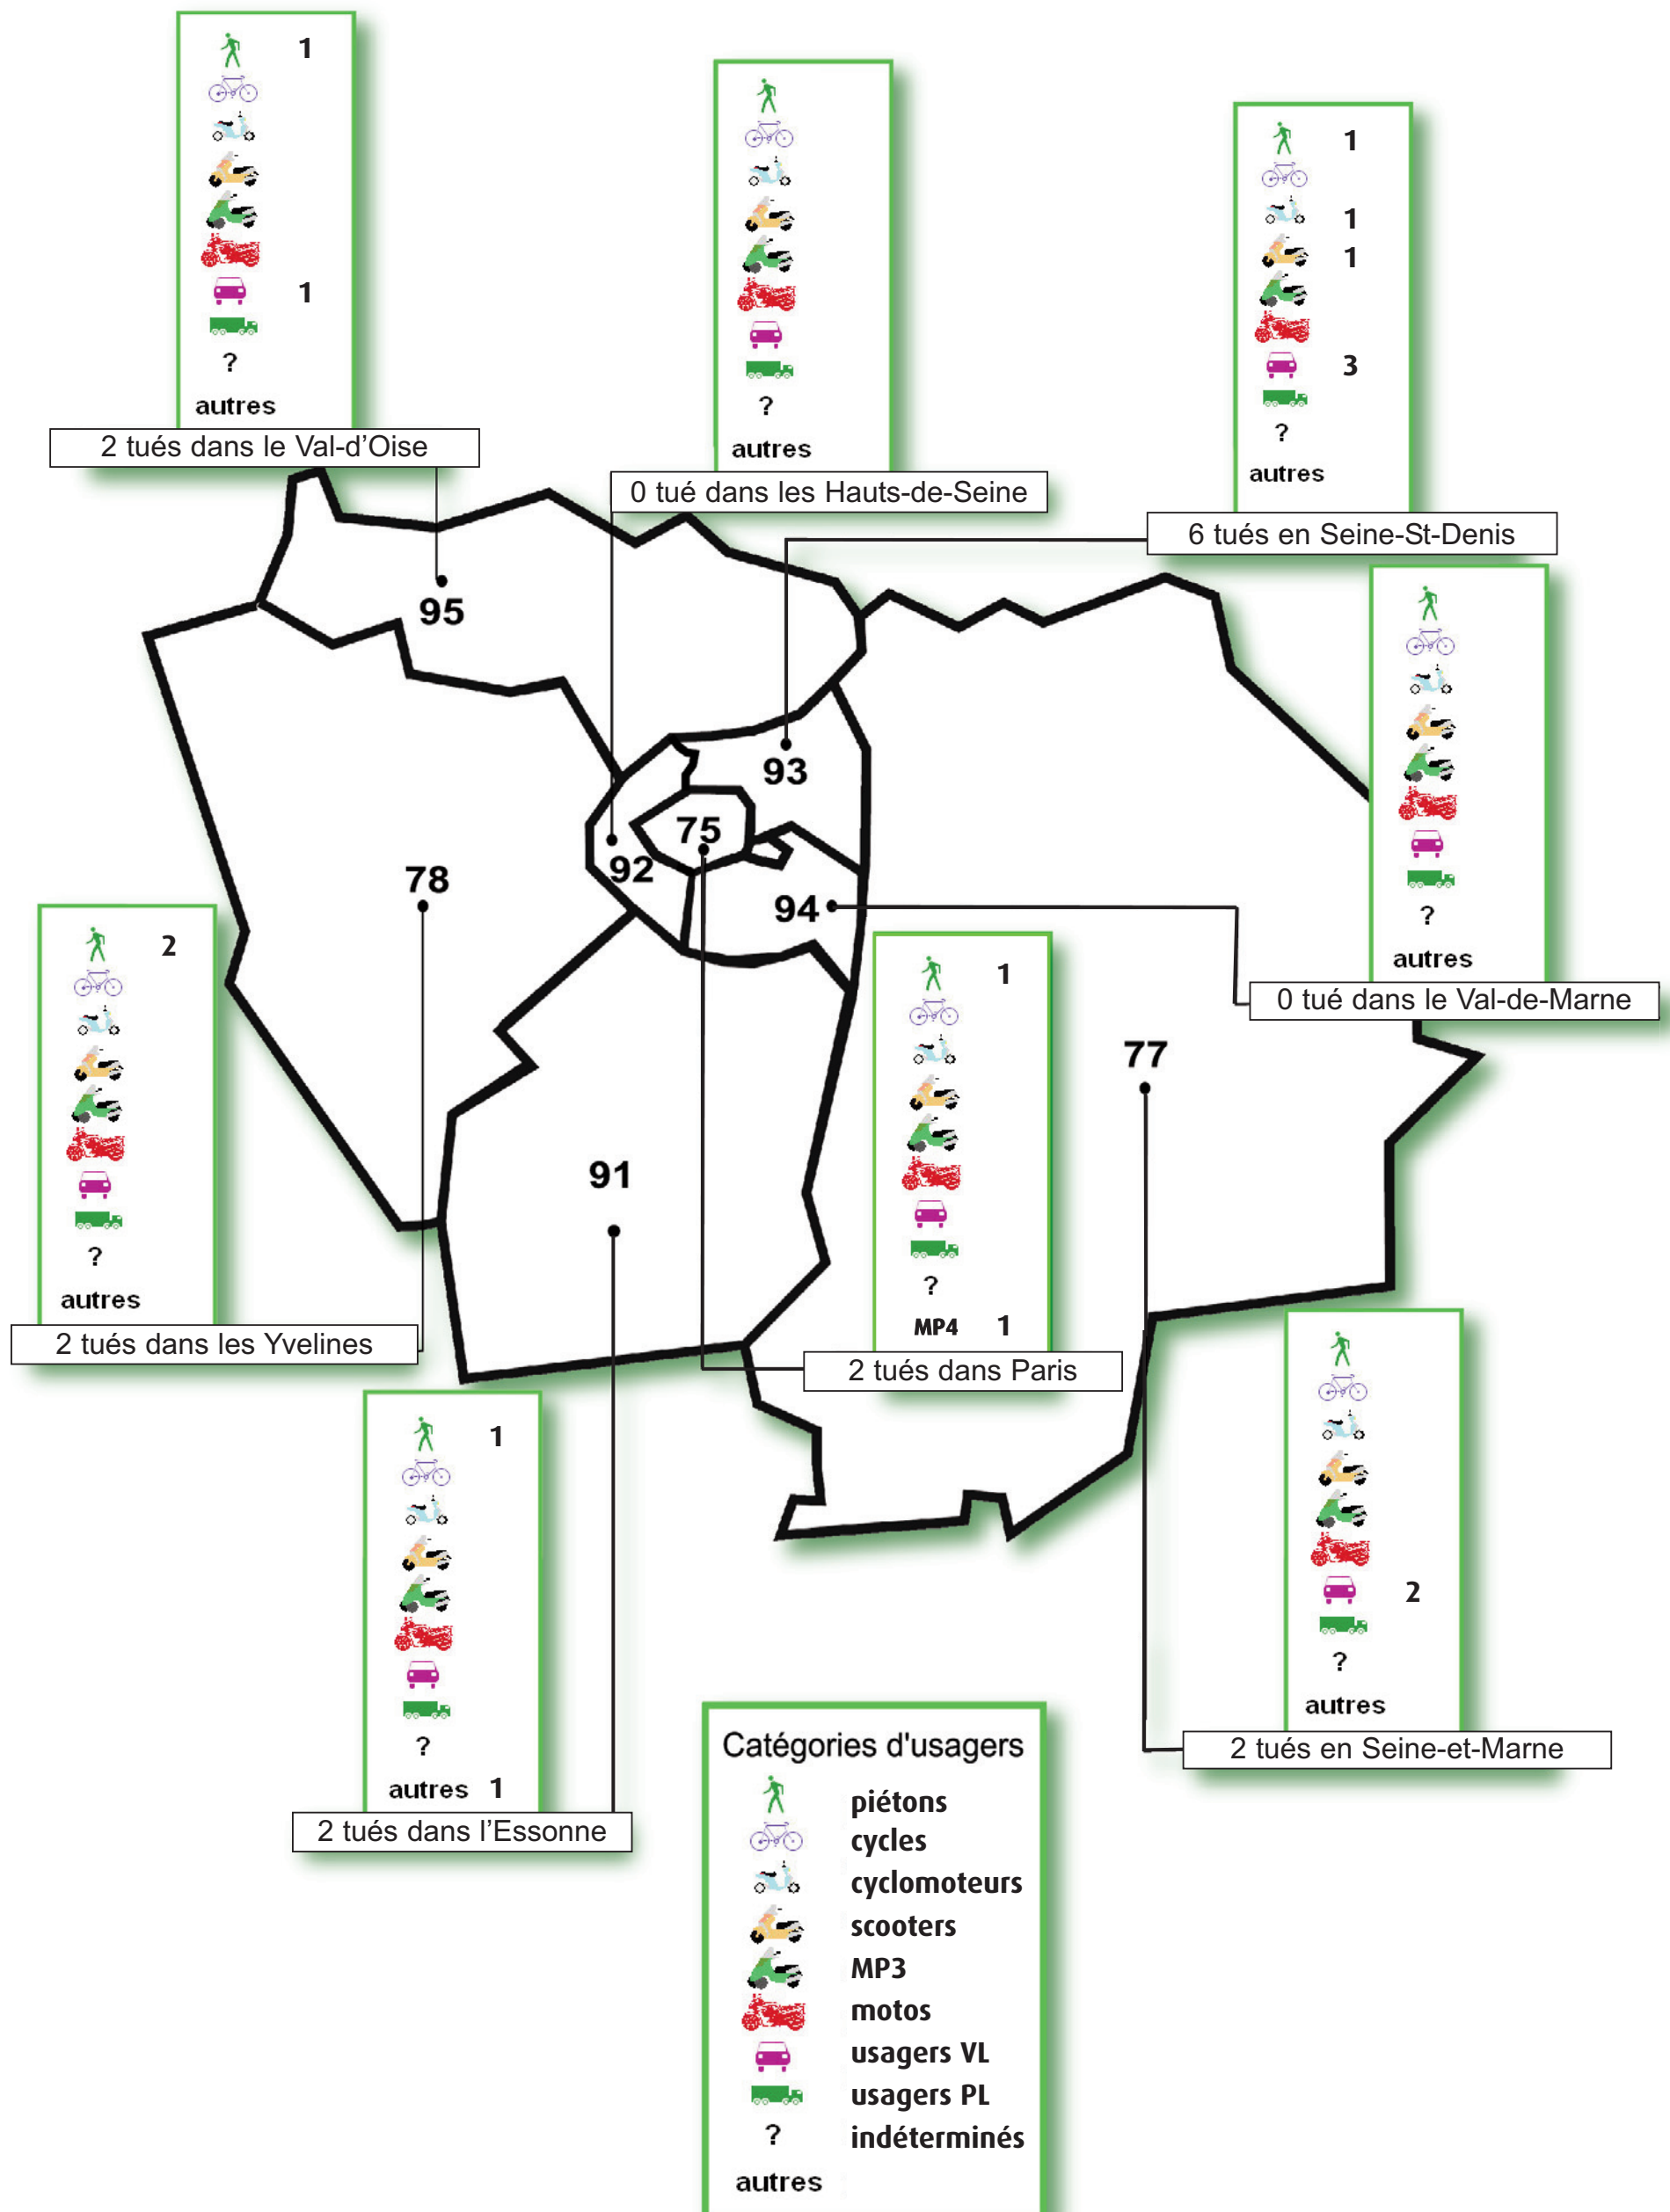 1
1
?
autres
2 tués dans le Val-d’Oise
?
autres
0 tué dans les Hauts-de-Seine
1
1
1
3
?
autres
6 tués en Seine-St-Denis
?
autres
0 tué dans le Val-de-Marne
95
93
75
92
78
94
77
91
2
?
autres
2 tués dans les Yvelines
1
?
MP4 1
2 tués dans Paris
1
?
autres 1
2 tués dans l’Essonne
2
?
autres
2 tués en Seine-et-Marne
Catégories d'usagers
piétons
cycles
cyclomoteurs
scooters
MP3
motos
usagers VL
usagers PL
? indéterminés
autres